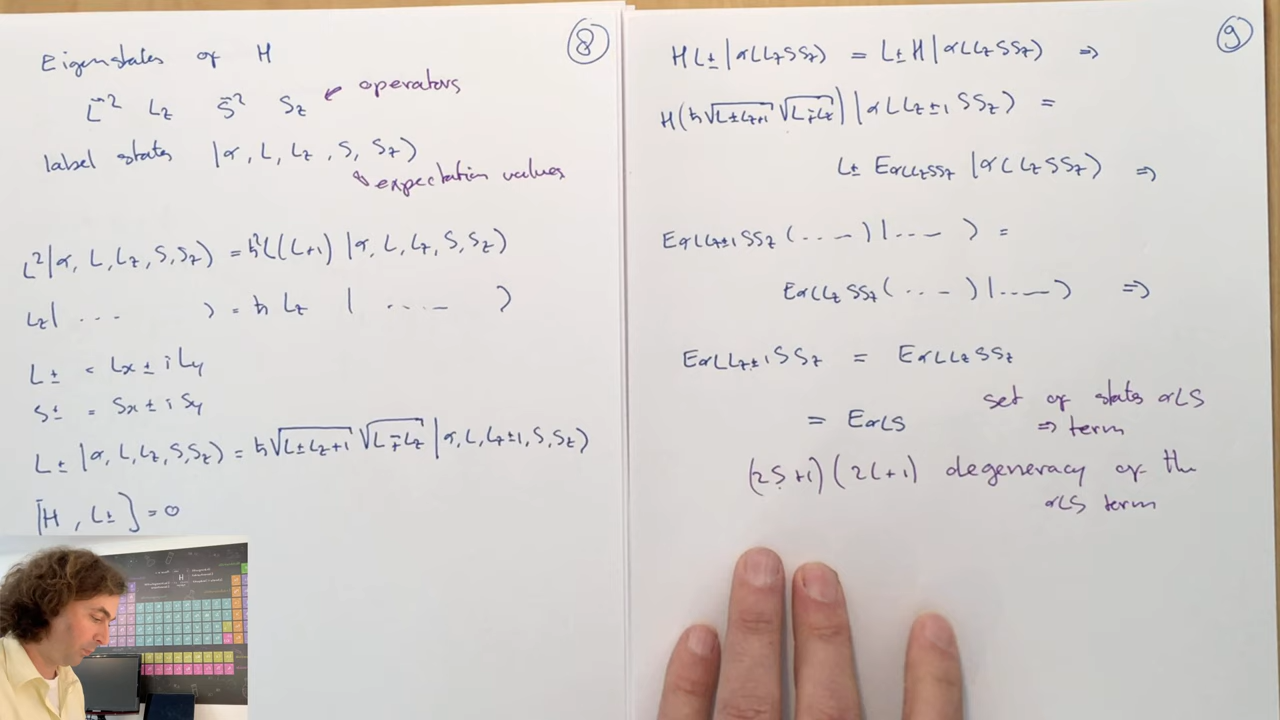 8
Eigenstates of H
L̄² Lz S̄² Sz ← operators
label states |α, L, Lz, S, Sz⟩
expectation values
L²|α, L, Lz, S, Sz⟩ = ħ²L(L+1) |α, L, Lz, S, Sz⟩
Lz| ... ⟩ = ħ Lz | ...... ⟩
L± = Lx ± i Ly
S± = Sx ± i Sy
L± |α, L, Lz, S, Sz⟩ = ħ√(L±Lz+1) √(L∓Lz) |α, L, Lz±1, S, Sz⟩
[H, L±] = 0
9
H L± |αLLzSSz⟩ = L± H |αLLzSSz⟩ ⇒
H(ħ√(L±Lz+1) √(L∓Lz)) |αLLz±1 SSz⟩ =
L± EαLLzSSz |αLLzSSz⟩ ⇒
EαLLz±1SSz (....) |....⟩ =
EαLLzSSz (....) |....⟩ ⇒
EαLLz±1SSz = EαLLzSSz
= EαLS
set of states αLS
⇒ term
(2S+1)(2L+1) degeneracy of the
αLS term
H